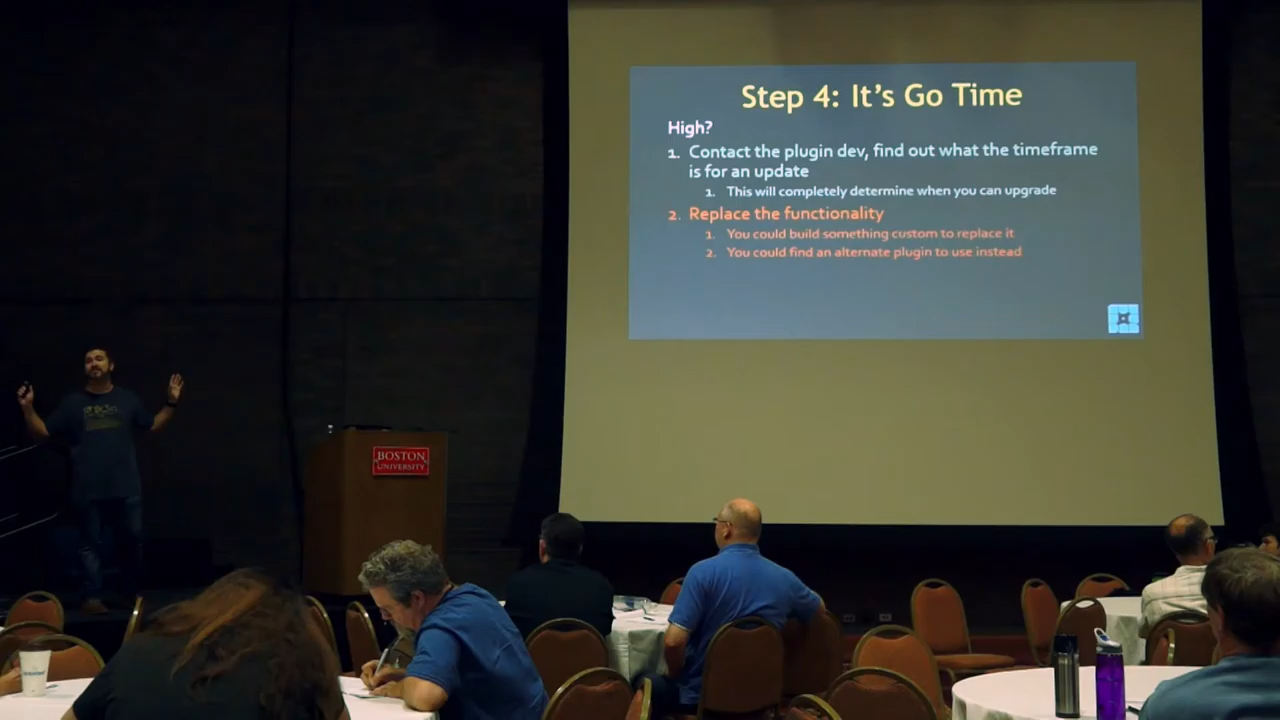 Step 4: It's Go Time
High?
1. Contact the plugin dev, find out what the timeframe
is for an update
1. This will completely determine when you can upgrade
2. Replace the functionality
1. You could build something custom to replace it
2. You could find an alternate plugin to use instead
BOSTON
UNIVERSITY